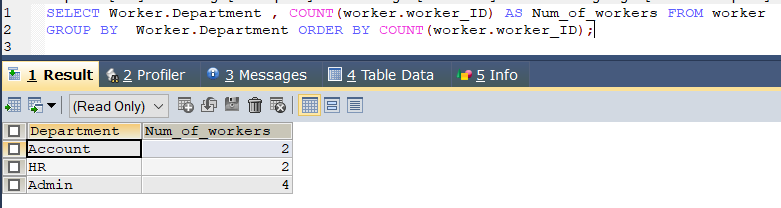 1 SELECT Worker.Department , COUNT(worker.worker_ID) AS Num_of_workers FROM worker
2 GROUP BY Worker.Department ORDER BY COUNT(worker.worker_ID);
3
1 Result 2 Profiler 3 Messages 4 Table Data 5 Info
(Read Only)
Department Num_of_workers
Account 2
HR 2
Admin 4